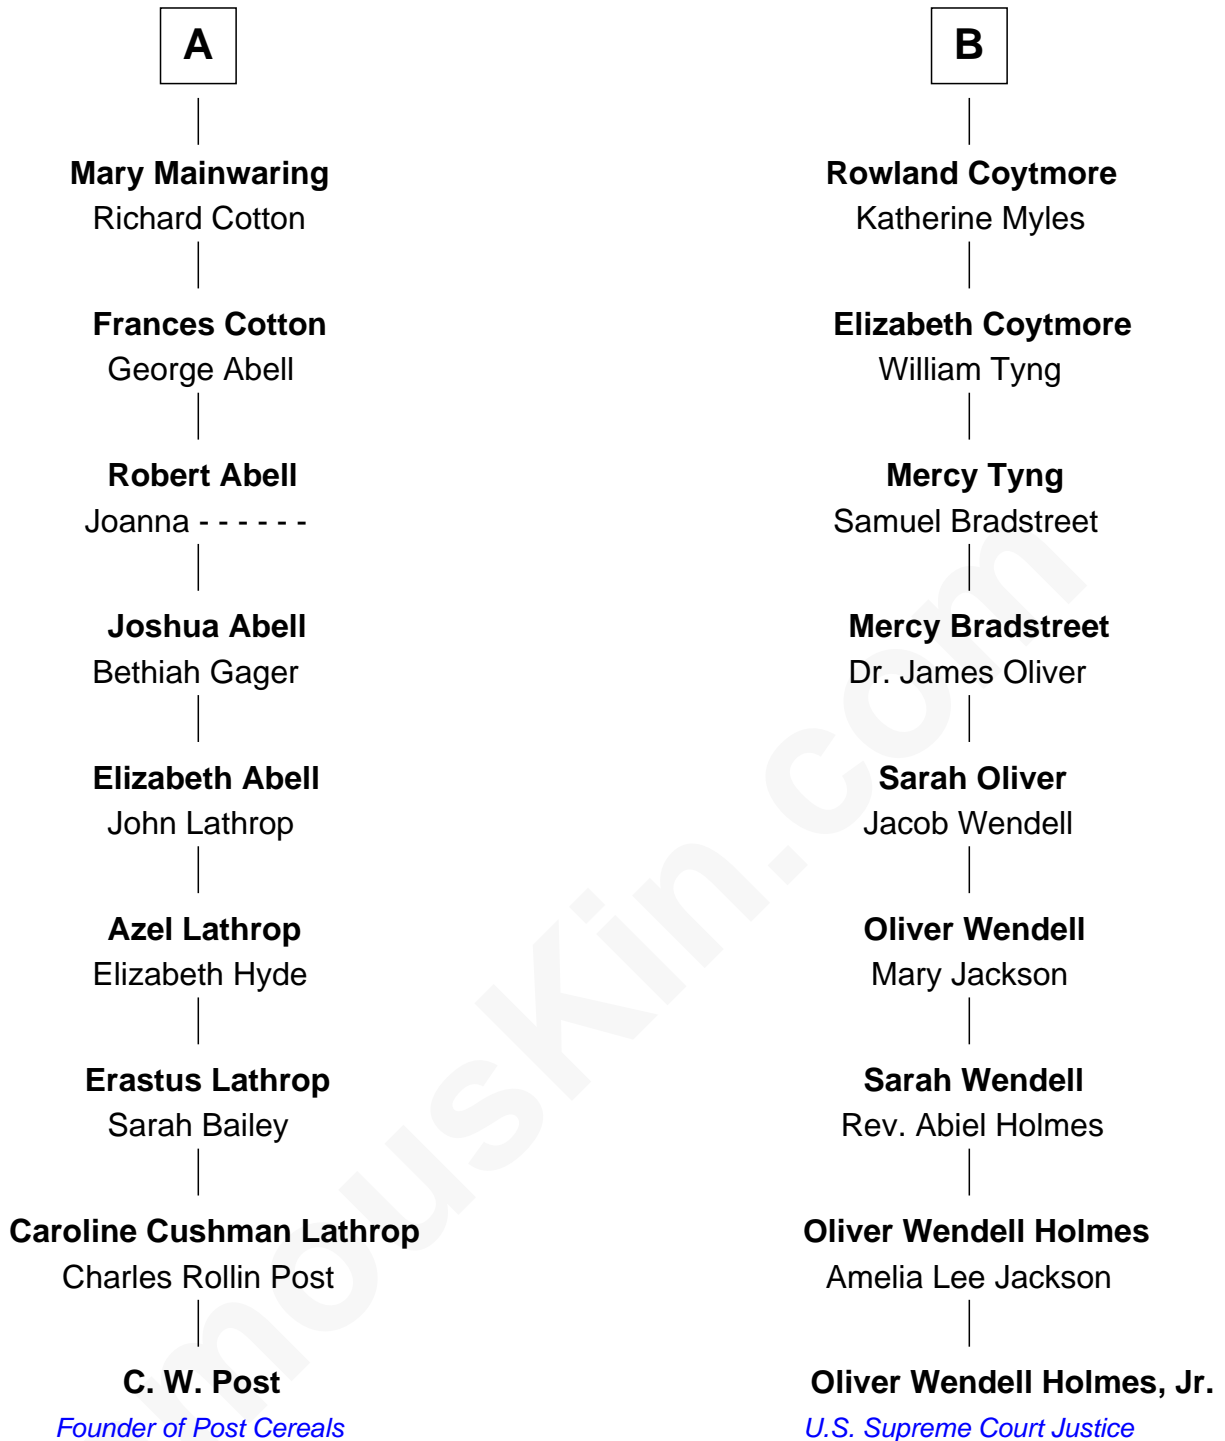 A
Mary Mainwaring
Richard Cotton
Frances Cotton
George Abell
Robert Abell
Joanna - - - - - -
Joshua Abell
Bethiah Gager
Elizabeth Abell
John Lathrop
Azel Lathrop
Elizabeth Hyde
Erastus Lathrop
Sarah Bailey
Caroline Cushman Lathrop
Charles Rollin Post
C. W. Post
Founder of Post Cereals
B
Rowland Coytmore
Katherine Myles
Elizabeth Coytmore
William Tyng
Mercy Tyng
Samuel Bradstreet
Mercy Bradstreet
Dr. James Oliver
Sarah Oliver
Jacob Wendell
Oliver Wendell
Mary Jackson
Sarah Wendell
Rev. Abiel Holmes
Oliver Wendell Holmes
Amelia Lee Jackson
Oliver Wendell Holmes, Jr.
U.S. Supreme Court Justice
mousKin.com